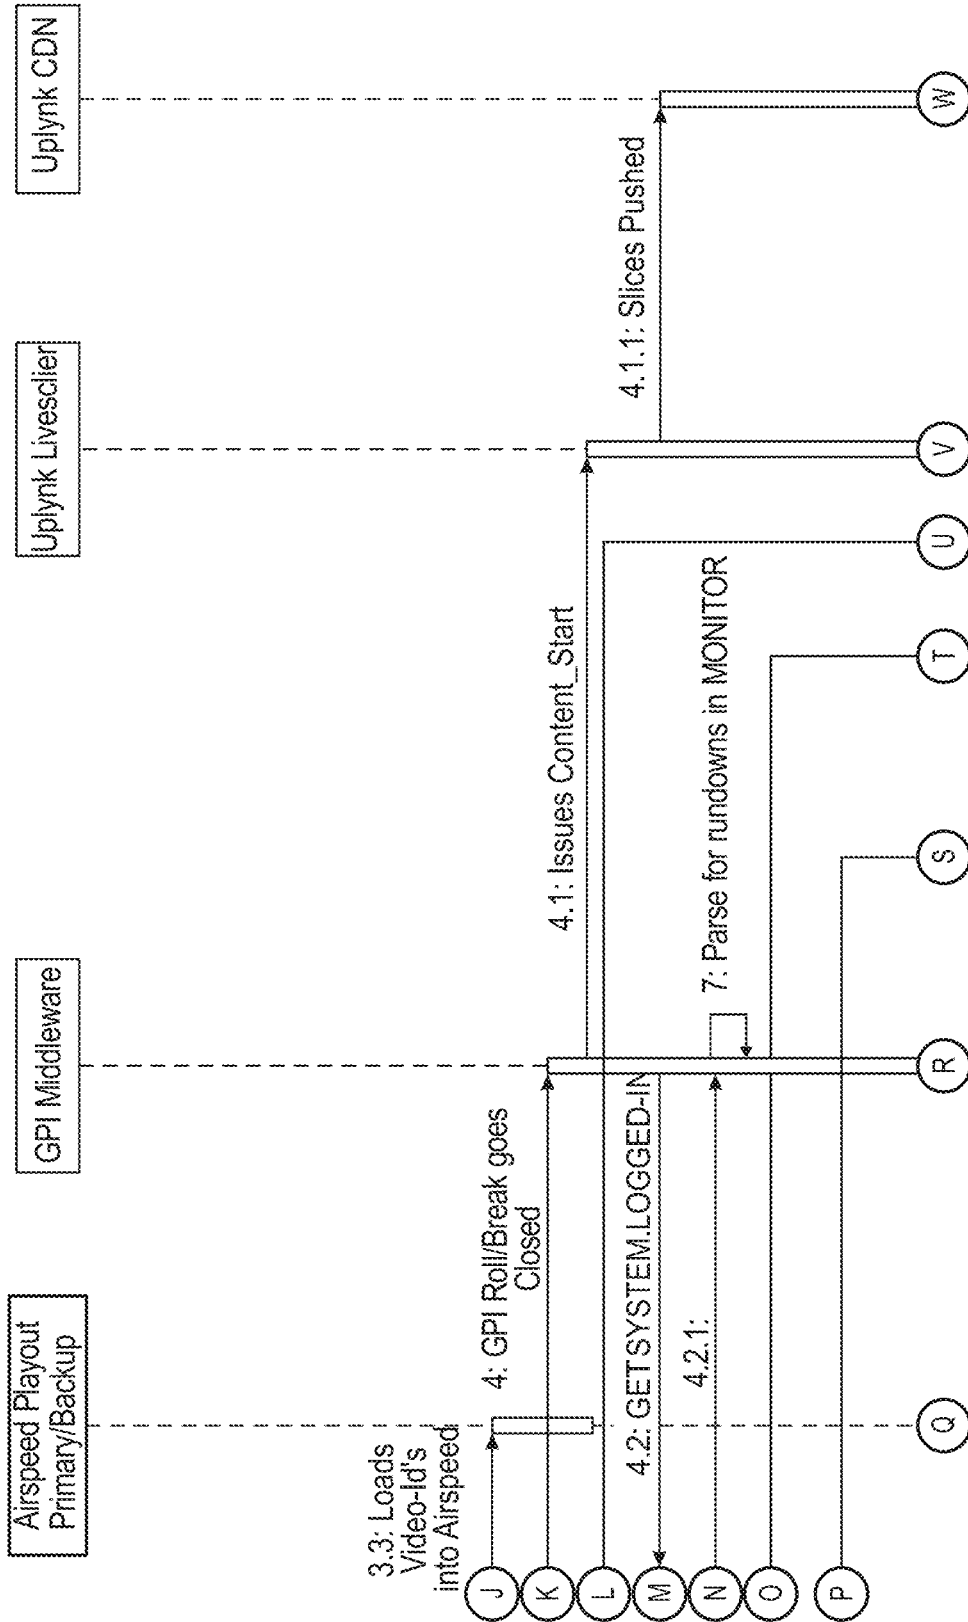 Airspeed Playout
Primary/Backup
GPI Middleware
Uplynk Livesclier
Uplynk CDN
3.3: Loads
Video-Id's
into Airspeed
4: GPI Roll/Break goes
Closed
4.1: Issues Content_Start
4.1.1: Slices Pushed
4.2: GETSYSTEM.LOGGED-IN
4.2.1:
7: Parse for rundowns in MONITOR
J
K
L
M
N
O
P
Q
R
S
T
U
V
W